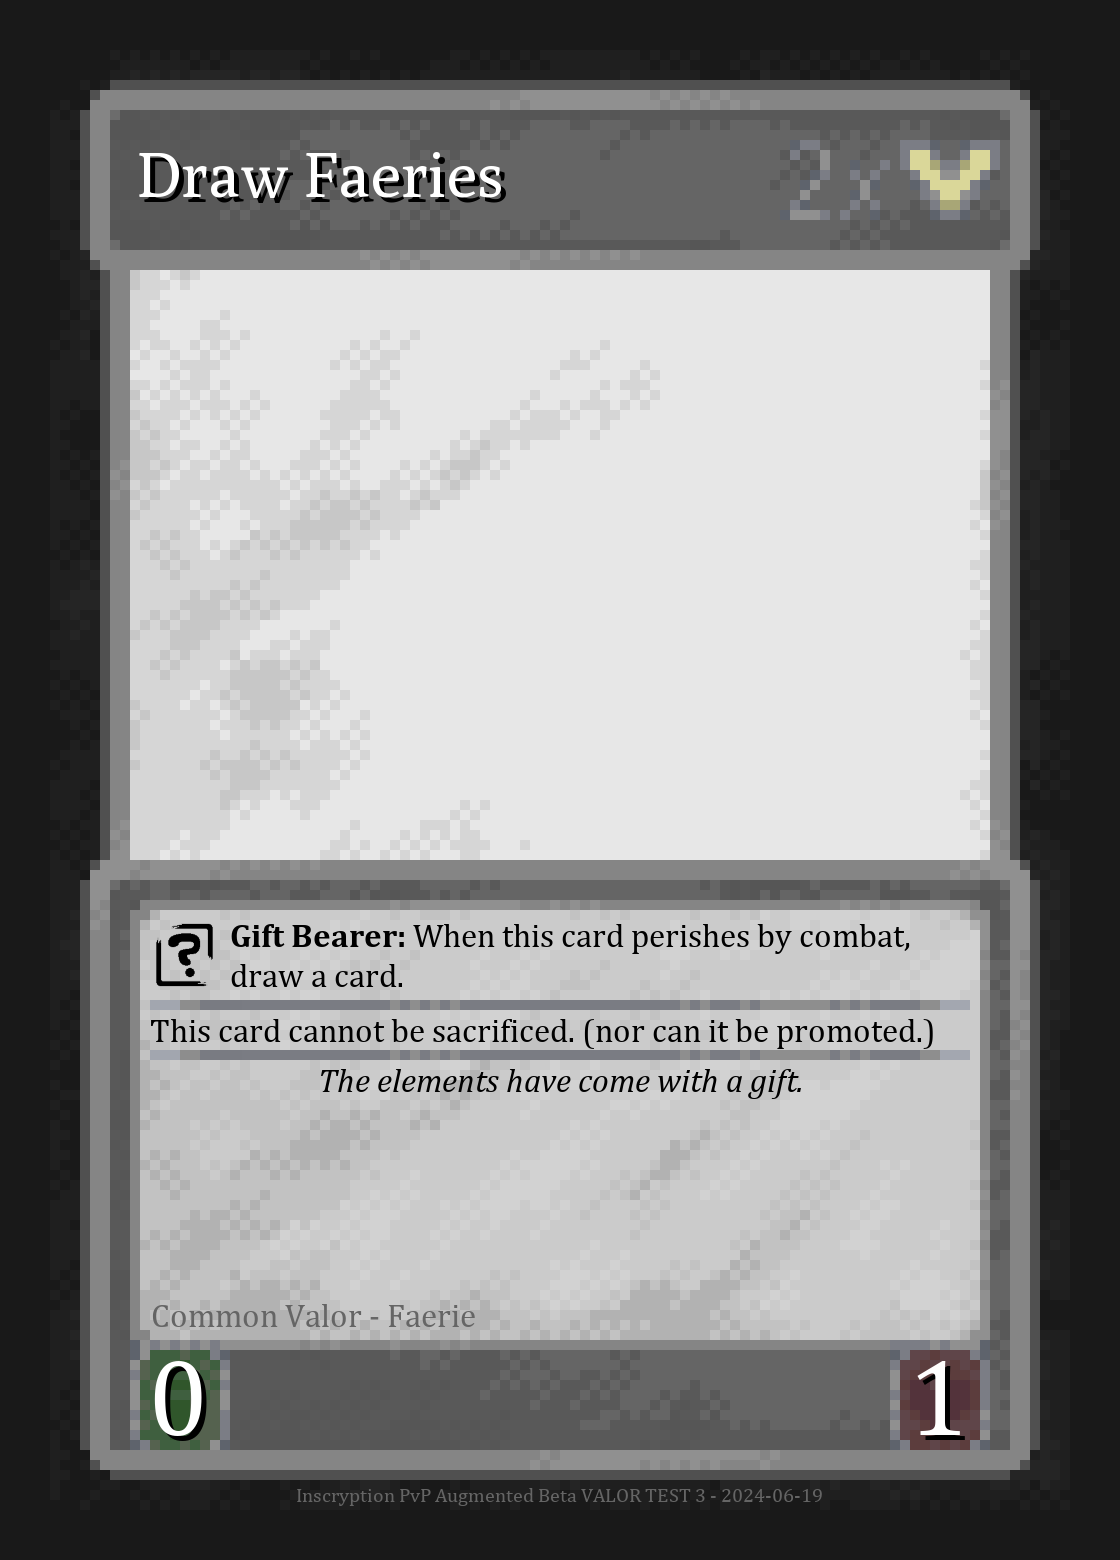 Draw Faeries 2x
Gift Bearer: When this card perishes by combat,
draw a card.
This card cannot be sacrificed. (nor can it be promoted.)
The elements have come with a gift.
Common Valor - Faerie
0 1
Inscryption PvP Augmented Beta VALOR TEST 3 - 2024-06-19